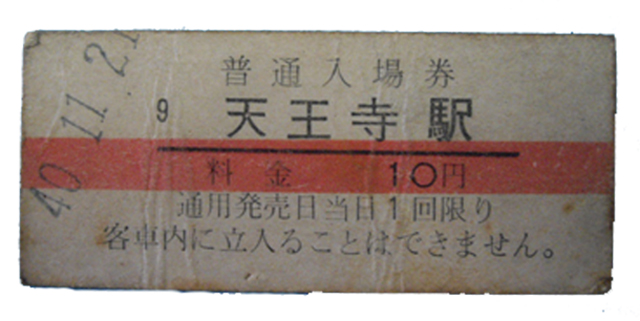 40.11.21
普通入場券
9 天王寺駅
料金 10円
通用発売日当日1回限り
客車内に立入ることはできません。